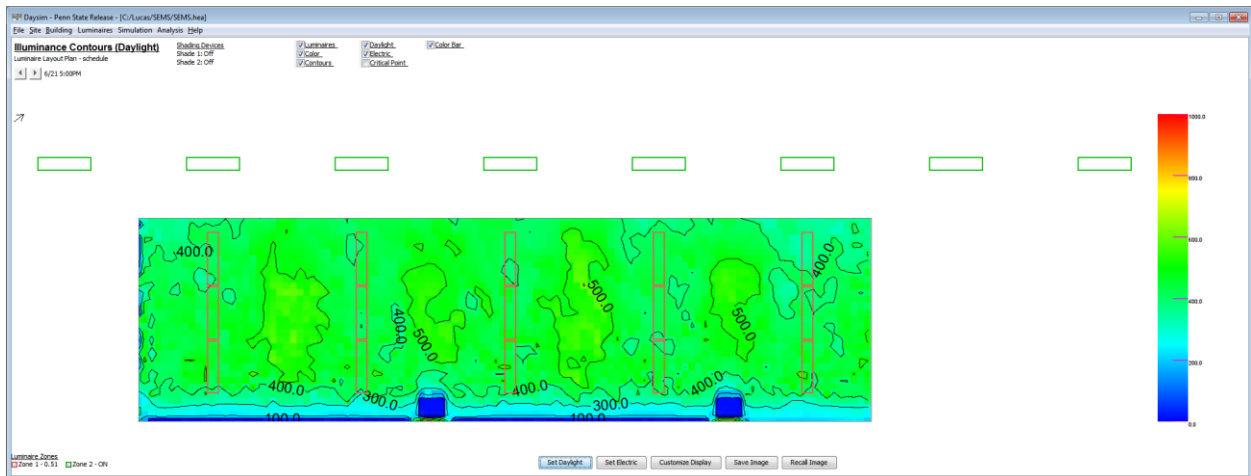 Daysim - Penn State Release - [C:/Lucas/SEMS/SEMS.hea]
File Site Building Luminaires Simulation Analysis Help
Illuminance Contours (Daylight)
Luminaire Layout Plan - schedule
6/21 5:00PM
Shading Devices
Shade 1: Off
Shade 2: Off
Luminaires Daylight Color Bar
Color Electric
Contours Critical Point
1000.0
800.0
600.0
400.0
200.0
0.0
400.0
400.0
400.0
500.0
500.0
500.0
400.0
300.0
400.0
300.0
400.0
100.0
100.0
Luminaire Zones
Zone 1 - 0.51 Zone 2 - ON
Set Daylight Set Electric Customize Display Save Image Recall Image